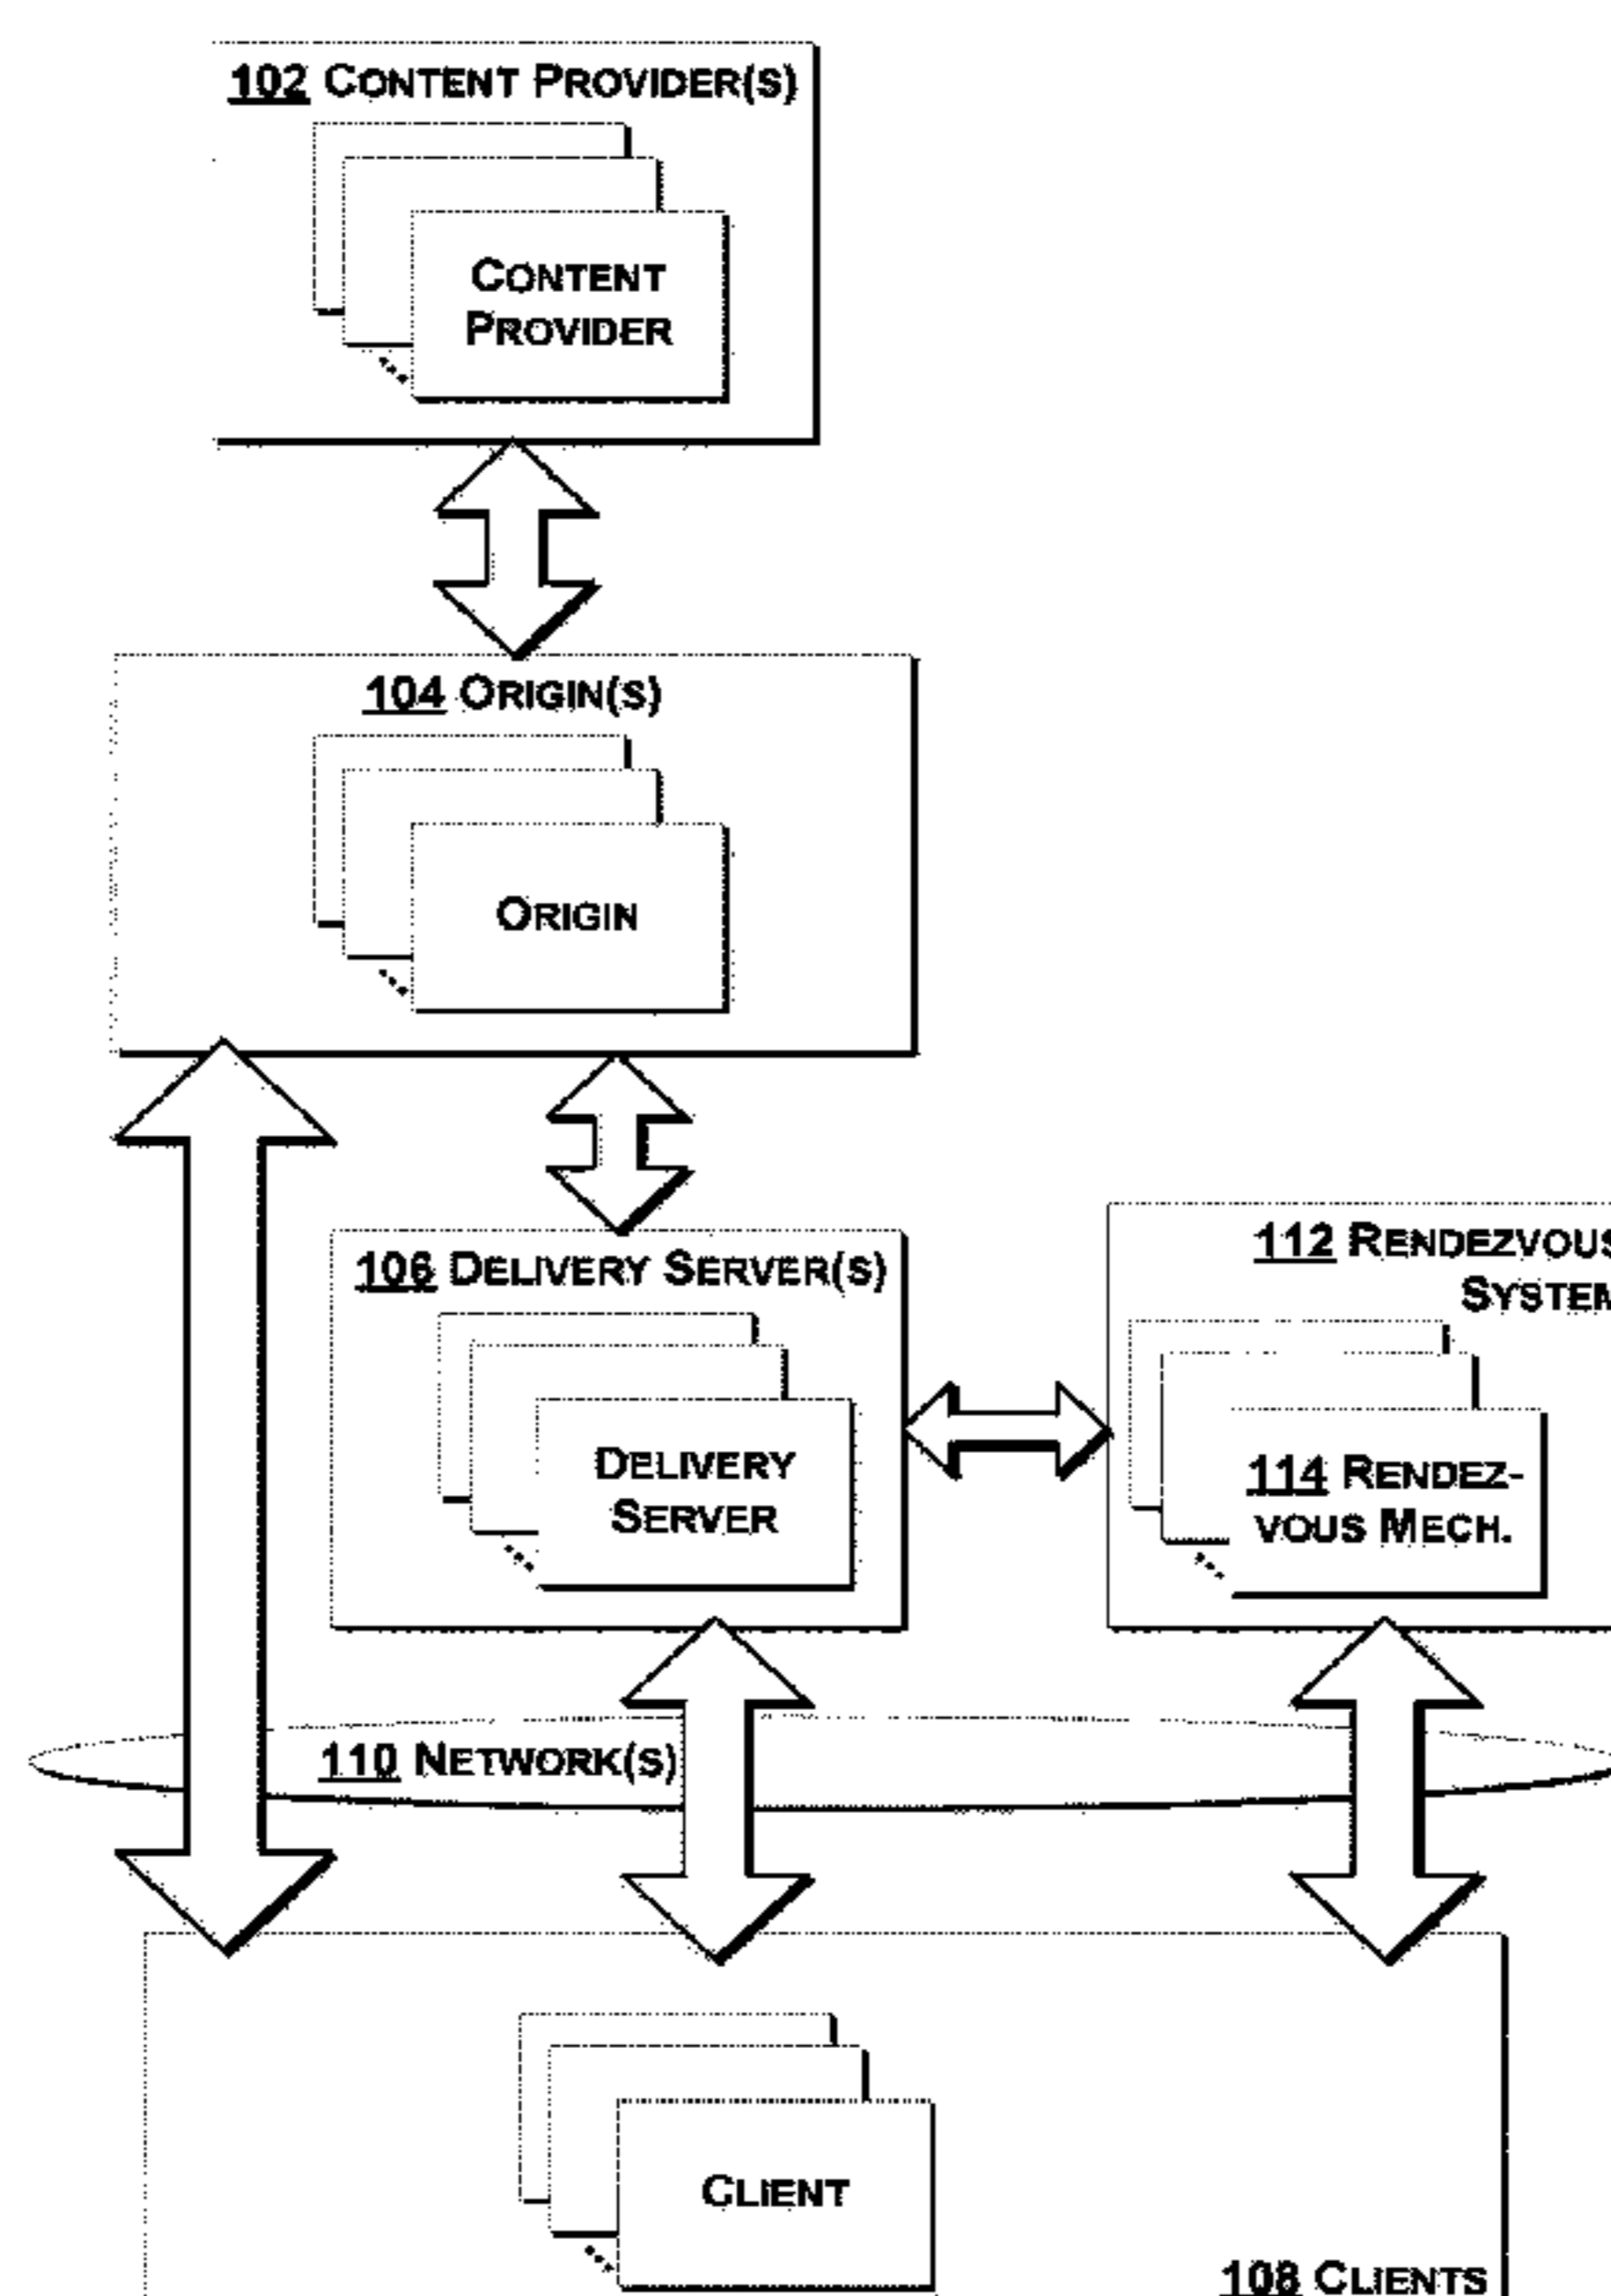 102 CONTENT PROVIDER(S)
CONTENT
PROVIDER
104 ORIGIN(S)
ORIGIN
106 DELIVERY SERVER(S)
DELIVERY
SERVER
112 RENDEZVOUS
SYSTEM
114 RENDEZ-
VOUS MECH.
110 NETWORK(S)
CLIENT
108 CLIENTS